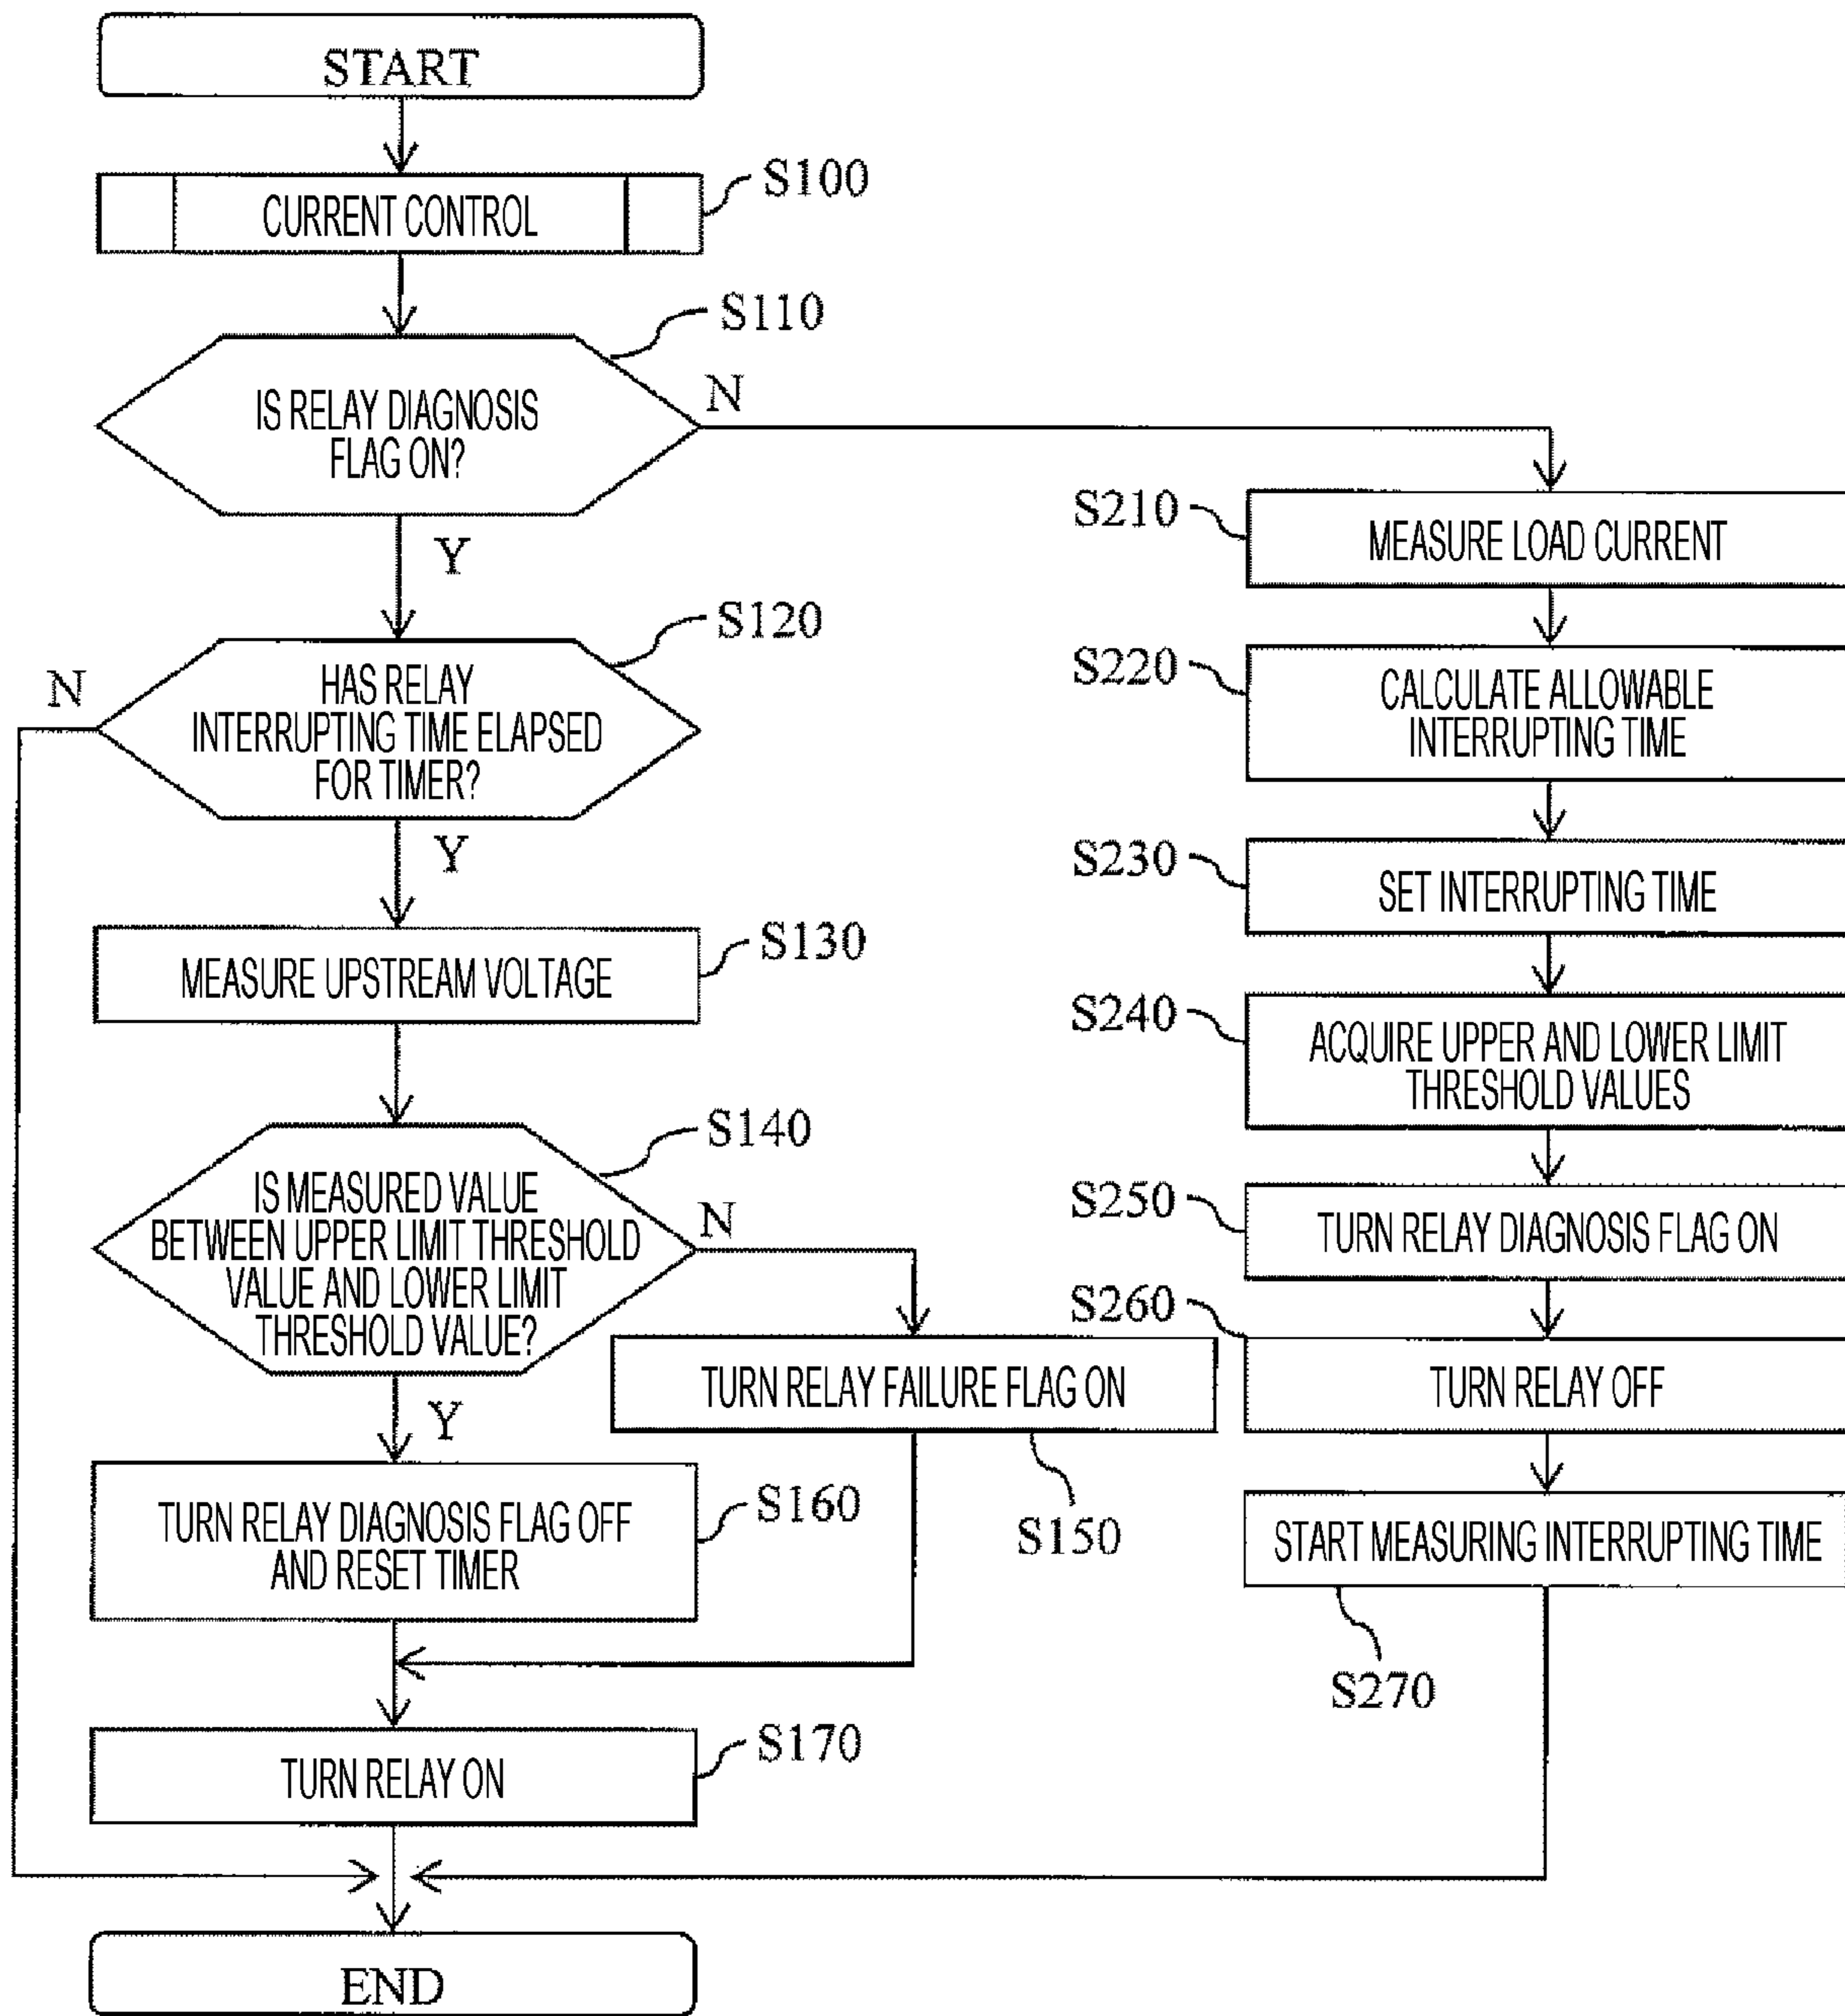 START
CURRENT CONTROL
S100
S110
IS RELAY DIAGNOSIS
FLAG ON?
N
Y
S120
HAS RELAY
INTERRUPTING TIME ELAPSED
FOR TIMER?
N
Y
S130
MEASURE UPSTREAM VOLTAGE
S140
IS MEASURED VALUE
BETWEEN UPPER LIMIT THRESHOLD
VALUE AND LOWER LIMIT
THRESHOLD VALUE?
N
Y
TURN RELAY FAILURE FLAG ON
S150
TURN RELAY DIAGNOSIS FLAG OFF
AND RESET TIMER
S160
TURN RELAY ON
S170
S210
MEASURE LOAD CURRENT
S220
CALCULATE ALLOWABLE
INTERRUPTING TIME
S230
SET INTERRUPTING TIME
S240
ACQUIRE UPPER AND LOWER LIMIT
THRESHOLD VALUES
S250
TURN RELAY DIAGNOSIS FLAG ON
S260
TURN RELAY OFF
START MEASURING INTERRUPTING TIME
S270
END